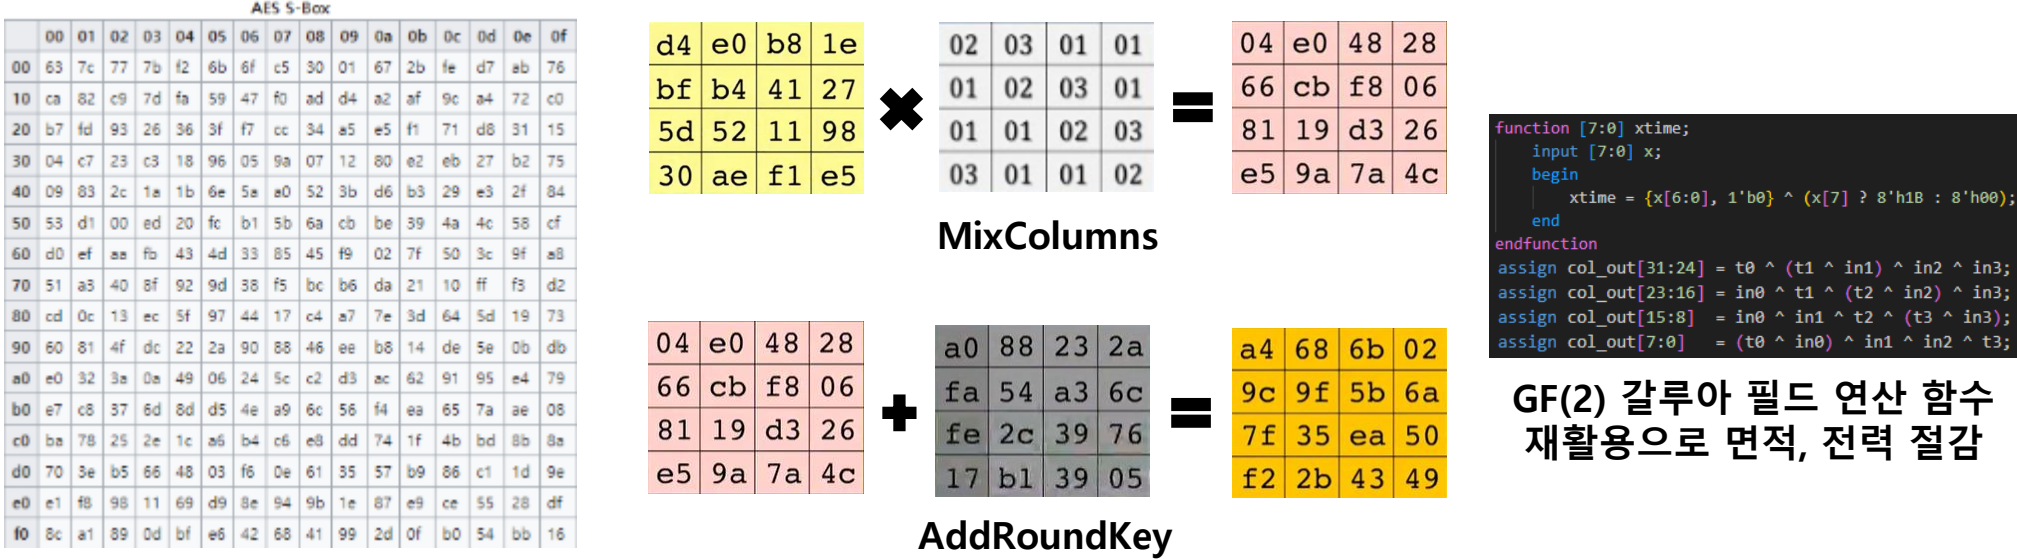 AES S-Box
00 01 02 03 04 05 06 07 08 09 0a 0b 0c 0d 0e 0f
00 63 7c 77 7b f2 6b 6f c5 30 01 67 2b fe d7 ab 76
10 ca 82 c9 7d fa 59 47 f0 ad d4 a2 af 9c a4 72 c0
20 b7 fd 93 26 36 3f f7 cc 34 a5 e5 f1 71 d8 31 15
30 04 c7 23 c3 18 96 05 9a 07 12 80 e2 eb 27 b2 75
40 09 83 2c 1a 1b 6e 5a a0 52 3b d6 b3 29 e3 2f 84
50 53 d1 00 ed 20 fc b1 5b 6a cb be 39 4a 4c 58 cf
60 d0 ef aa fb 43 4d 33 85 45 f9 02 7f 50 3c 9f a8
70 51 a3 40 8f 92 9d 38 f5 bc b6 da 21 10 ff f3 d2
80 cd 0c 13 ec 5f 97 44 17 c4 a7 7e 3d 64 5d 19 73
90 60 81 4f dc 22 2a 90 88 46 ee b8 14 de 5e 0b db
a0 e0 32 3a 0a 49 06 24 5c c2 d3 ac 62 91 95 e4 79
b0 e7 c8 37 6d 8d d5 4e a9 6c 56 f4 ea 65 7a ae 08
c0 ba 78 25 2e 1c a6 b4 c6 e8 dd 74 1f 4b bd 8b 8a
d0 70 3e b5 66 48 03 f6 0e 61 35 57 b9 86 c1 1d 9e
e0 e1 f8 98 11 69 d9 8e 94 9b 1e 87 e9 ce 55 28 df
f0 8c a1 89 0d bf e6 42 68 41 99 2d 0f b0 54 bb 16
d4 e0 b8 1e
bf b4 41 27
5d 52 11 98
30 ae f1 e5
02 03 01 01
01 02 03 01
01 01 02 03
03 01 01 02
04 e0 48 28
66 cb f8 06
81 19 d3 26
e5 9a 7a 4c
MixColumns
04 e0 48 28
66 cb f8 06
81 19 d3 26
e5 9a 7a 4c
a0 88 23 2a
fa 54 a3 6c
fe 2c 39 76
17 b1 39 05
a4 68 6b 02
9c 9f 5b 6a
7f 35 ea 50
f2 2b 43 49
AddRoundKey
function [7:0] xtime;
input [7:0] x;
begin
xtime = {x[6:0], 1'b0} ^ (x[7] ? 8'h1B : 8'h00);
end
endfunction
assign col_out[31:24] = t0 ^ (t1 ^ in1) ^ in2 ^ in3;
assign col_out[23:16] = in0 ^ t1 ^ (t2 ^ in2) ^ in3;
assign col_out[15:8] = in0 ^ in1 ^ t2 ^ (t3 ^ in3);
assign col_out[7:0] = (t0 ^ in0) ^ in1 ^ in2 ^ t3;
GF(2) 갈루아 필드 연산 함수
재활용으로 면적, 전력 절감